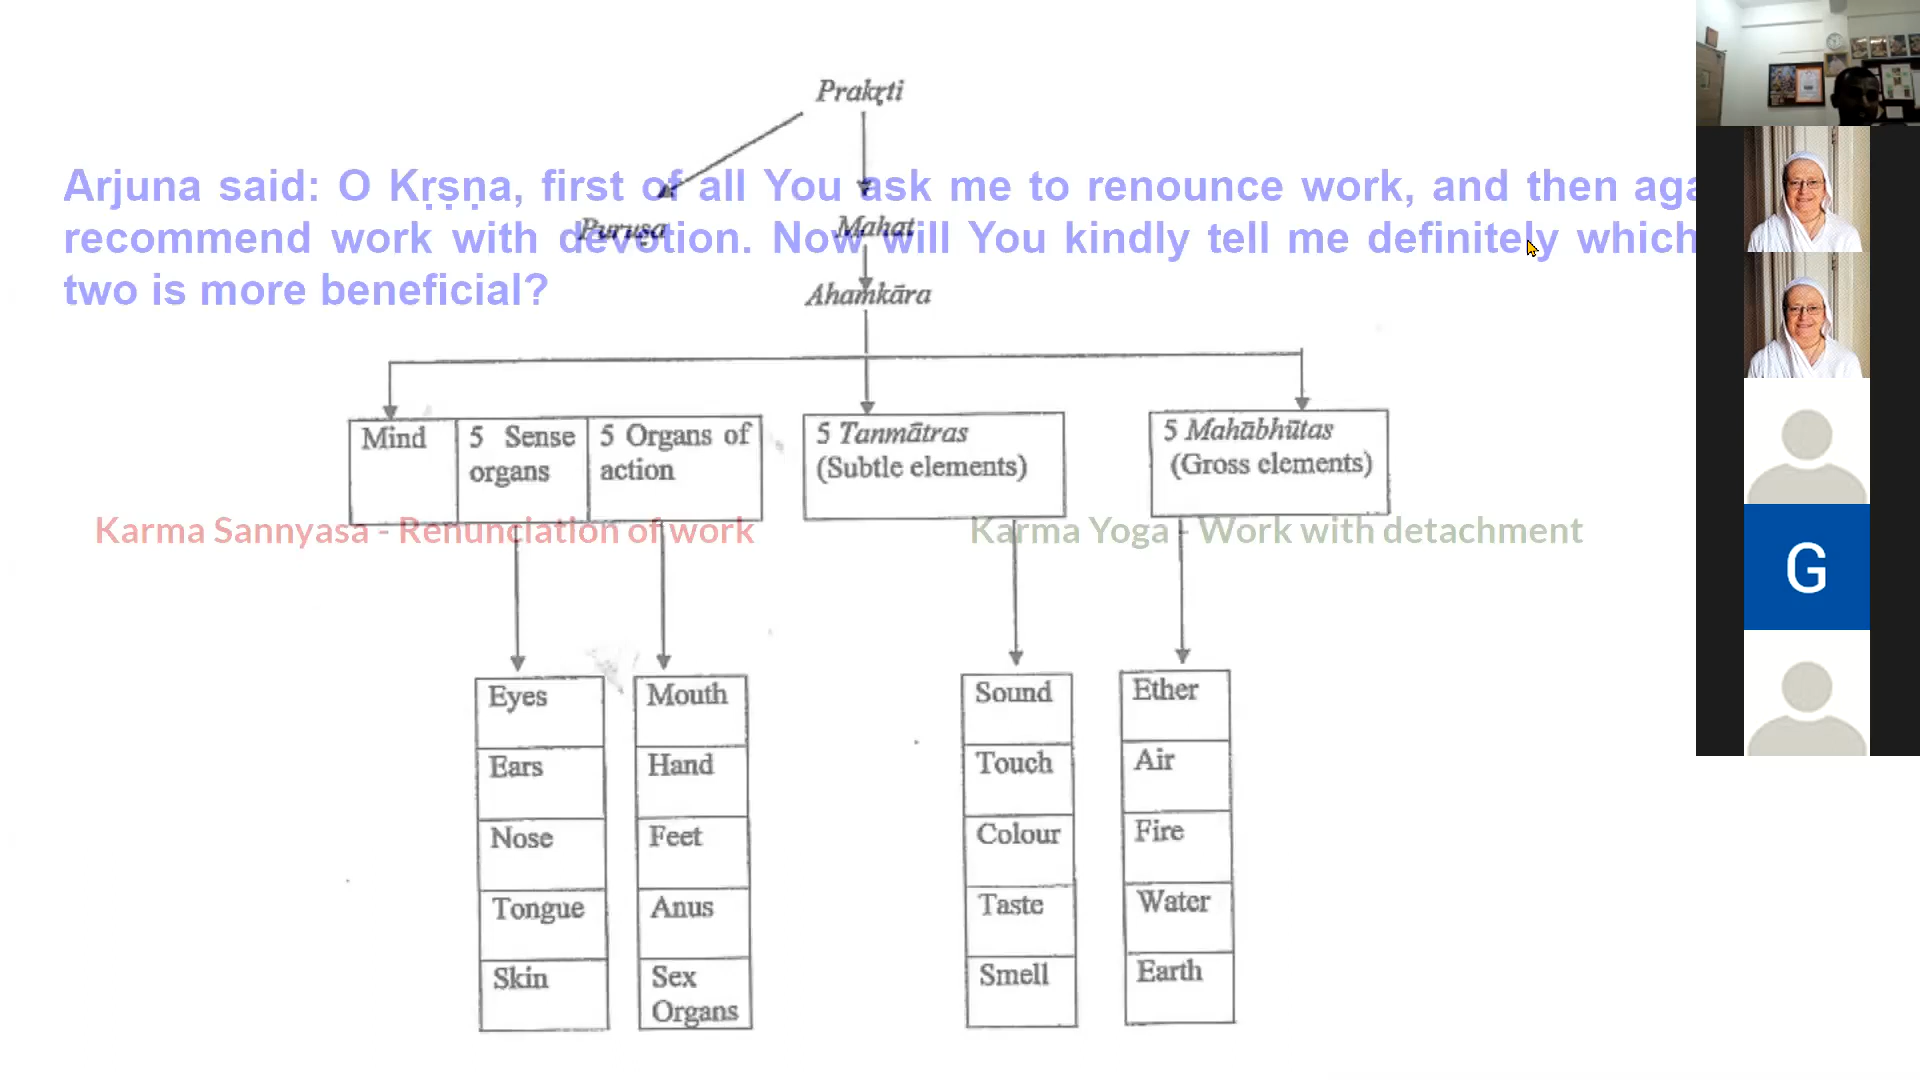 Prakṛti
Arjuna said: O Kṛṣṇa, first of all You ask me to renounce work, and then
recommend work with devotion. Now will You kindly tell me definitely which
two is more beneficial?
Puruṣa
Mahat
Ahaṁkāra
Mind
5 Sense
organs
5 Organs of
action
5 Tanmātras
(Subtle elements)
5 Mahābhūtas
(Gross elements)
Karma Sannyasa - Renunciation of work
Karma Yoga - Work with detachment
Eyes
Ears
Nose
Tongue
Skin
Mouth
Hand
Feet
Anus
Sex
Organs
Sound
Touch
Colour
Taste
Smell
Ether
Air
Fire
Water
Earth
G